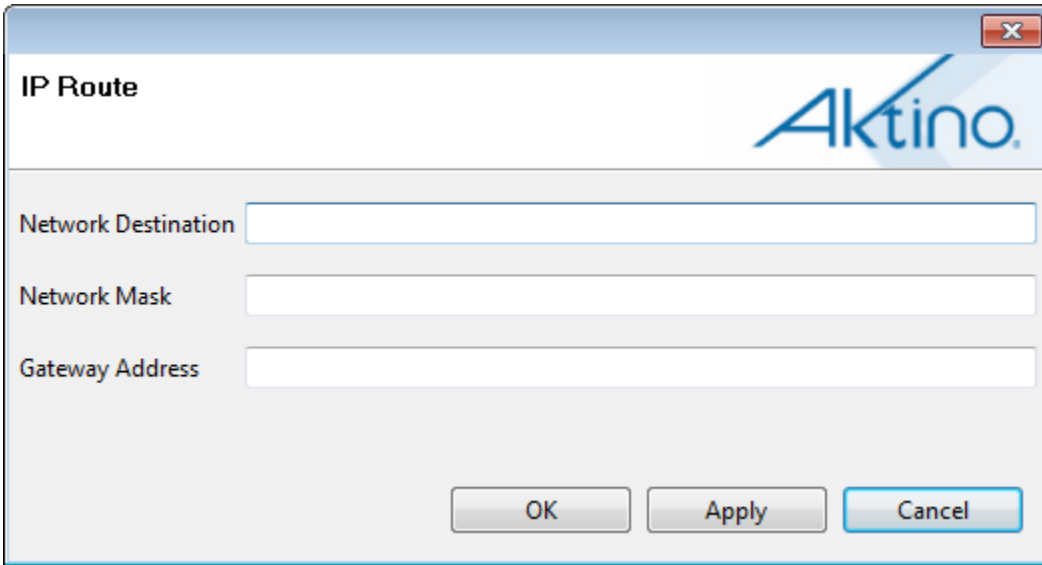 IP Route
Aktino®
Network Destination
Network Mask
Gateway Address
OK Apply Cancel